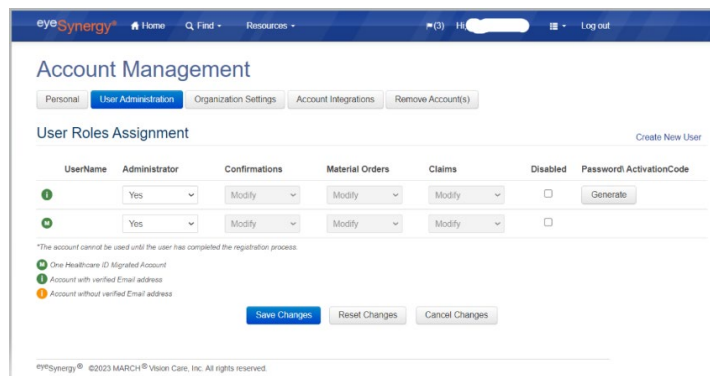 eyeSynergy® Home Find Resources (3) Hi, Log out
Account Management
Personal User Administration Organization Settings Account Integrations Remove Account(s)
User Roles Assignment
Create New User
UserName Administrator Confirmations Material Orders Claims Disabled Password\ActivationCode
i Yes Modify Modify Modify Generate
M Yes Modify Modify Modify
*The account cannot be used until the user has completed the registration process.
M One Healthcare ID Migrated Account
i Account with verified Email address
! Account without verified Email address
Save Changes Reset Changes Cancel Changes
eyeSynergy® ©2023 MARCH® Vision Care, Inc. All rights reserved.